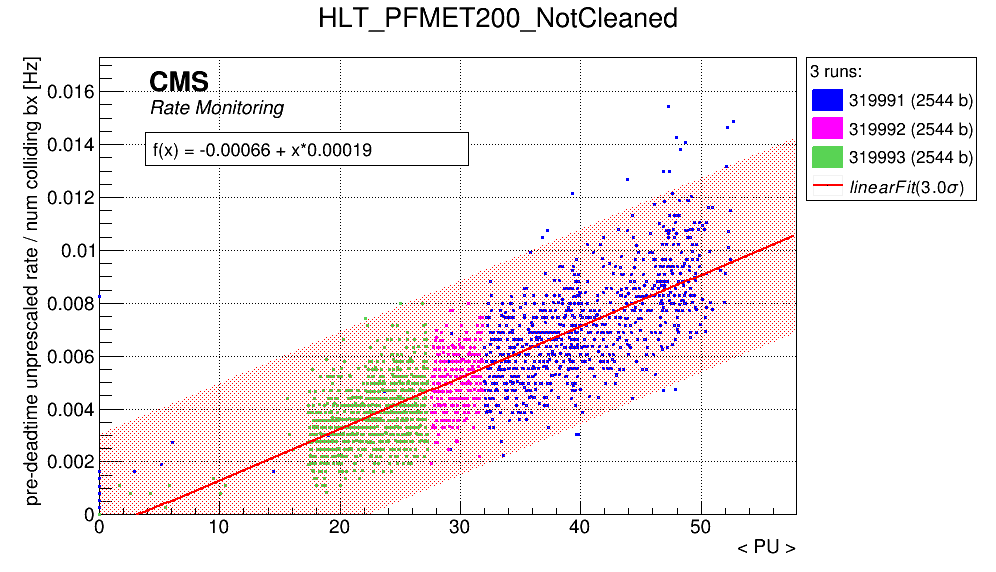 HLT_PFMET200_NotCleaned
pre-deadtime unprescaled rate / num colliding bx [Hz]
CMS
Rate Monitoring
f(x) = -0.00066 + x*0.00019
0.016
0.014
0.012
0.01
0.008
0.006
0.004
0.002
0
0 10 20 30 40 50
< PU >
3 runs:
319991 (2544 b)
319992 (2544 b)
319993 (2544 b)
linearFit(3.0σ)